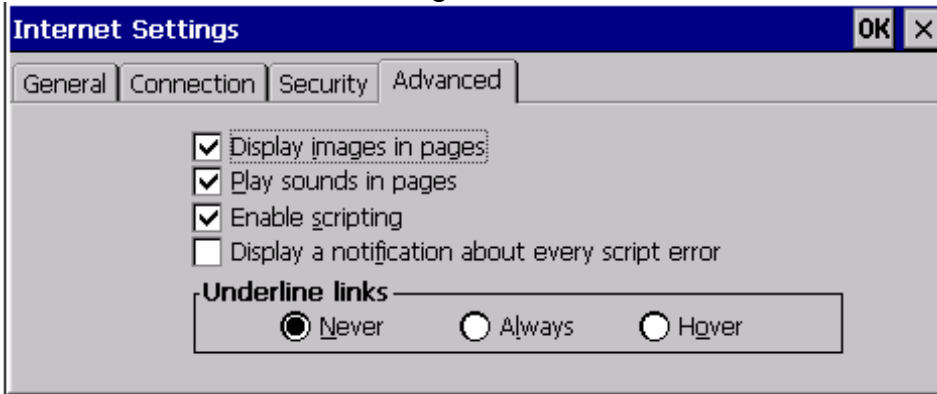 Internet Settings OK ×
General Connection Security Advanced
Display images in pages
Play sounds in pages
Enable scripting
Display a notification about every script error
Underline links
Never Always Hover